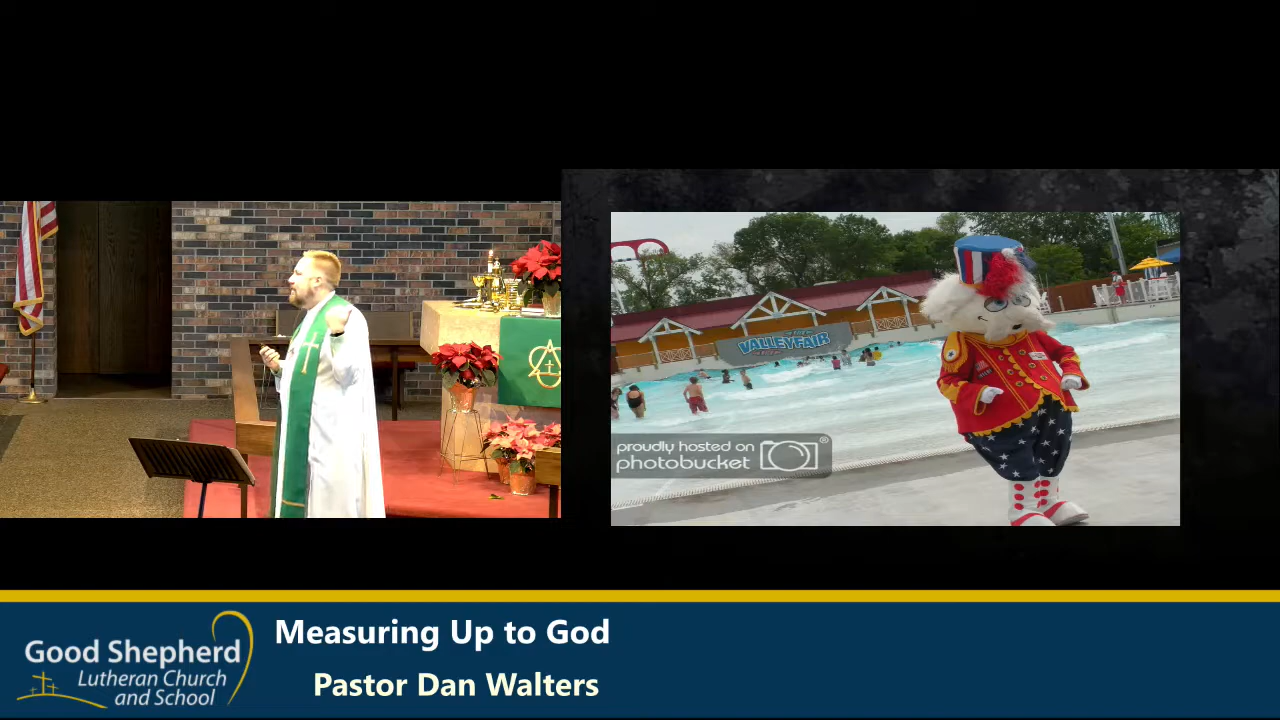 VALLEYFAIR
proudly hosted on
photobucket
Measuring Up to God
Pastor Dan Walters
Good Shepherd
Lutheran Church
and School